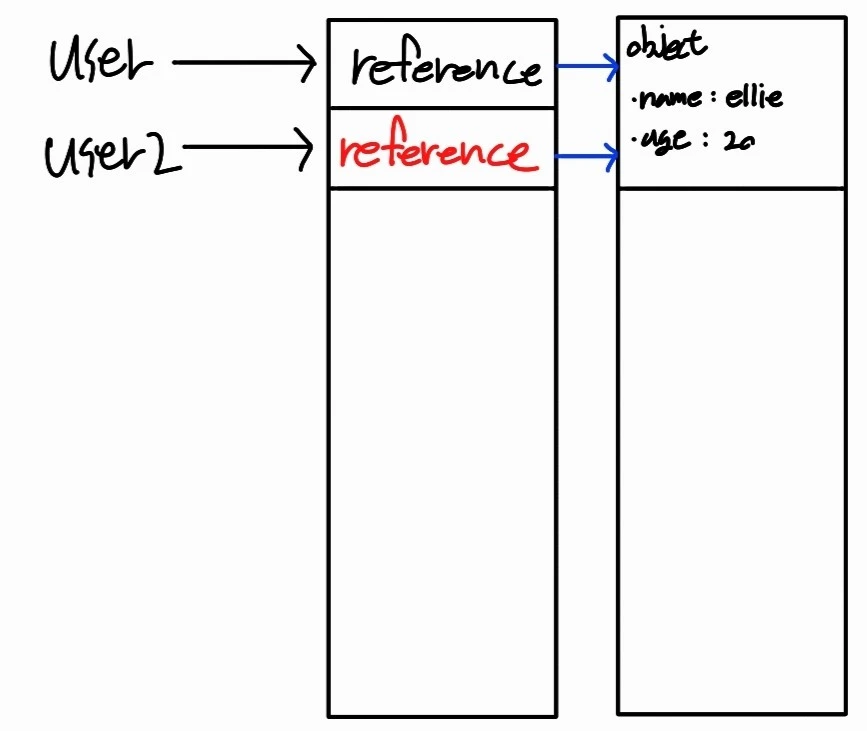 user
reference
object
·name : ellie
·age : 20
user2
reference